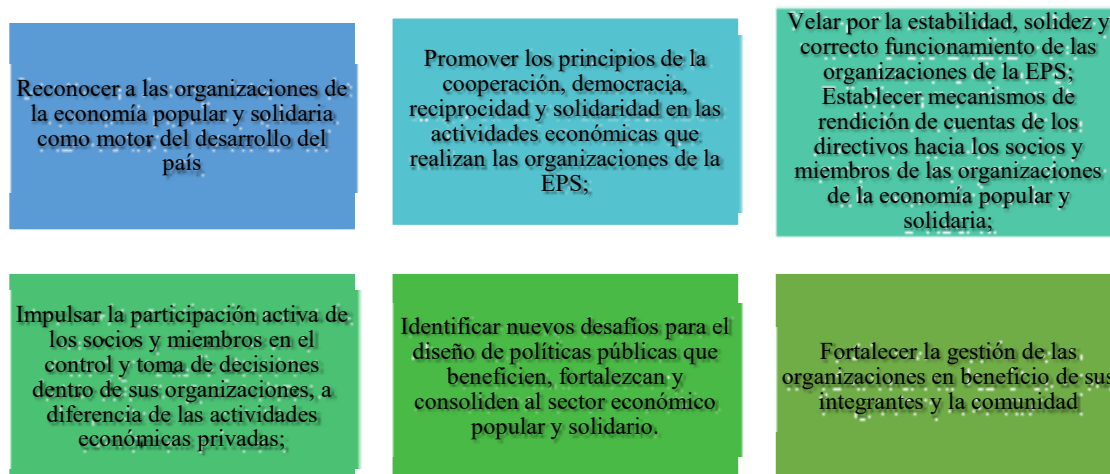 Reconocer a las organizaciones de
la economía popular y solidaria
como motor del desarrollo del
país
Promover los principios de la
cooperación, democracia,
reciprocidad y solidaridad en las
actividades económicas que
realizan las organizaciones de la
EPS;
Velar por la estabilidad, solidez y
correcto funcionamiento de las
organizaciones de la EPS;
Establecer mecanismos de
rendición de cuentas de los
directivos hacia los socios y
miembros de las organizaciones
de la economía popular y
solidaria;
Impulsar la participación activa de
los socios y miembros en el
control y toma de decisiones
dentro de sus organizaciones, a
diferencia de las actividades
económicas privadas;
Identificar nuevos desafíos para el
diseño de políticas públicas que
beneficien, fortalezcan y
consoliden al sector económico
popular y solidario.
Fortalecer la gestión de las
organizaciones en beneficio de sus
integrantes y la comunidad